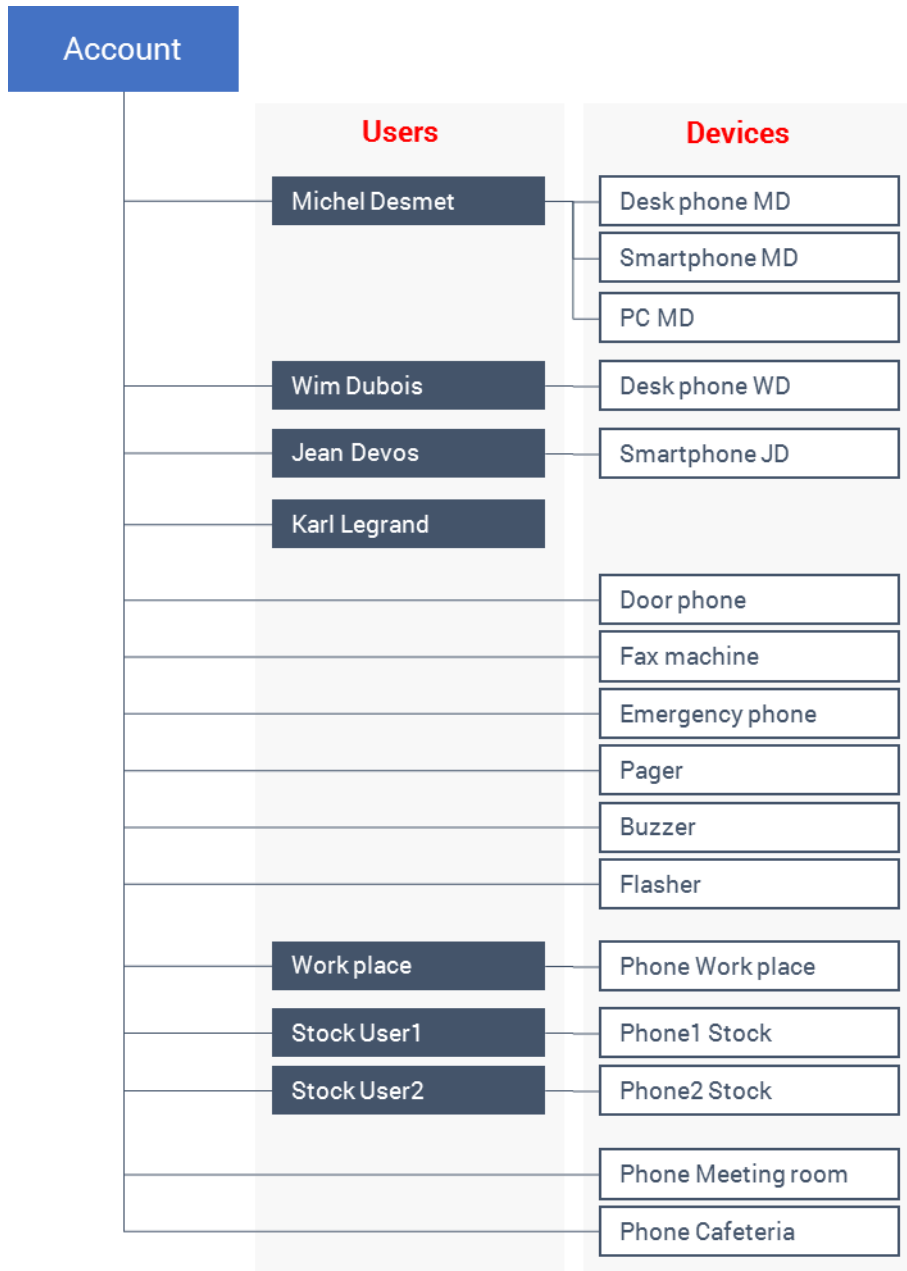 Account
Users
Devices
Michel Desmet
Desk phone MD
Smartphone MD
PC MD
Wim Dubois
Desk phone WD
Jean Devos
Smartphone JD
Karl Legrand
Door phone
Fax machine
Emergency phone
Pager
Buzzer
Flasher
Work place
Phone Work place
Stock User1
Phone1 Stock
Stock User2
Phone2 Stock
Phone Meeting room
Phone Cafeteria